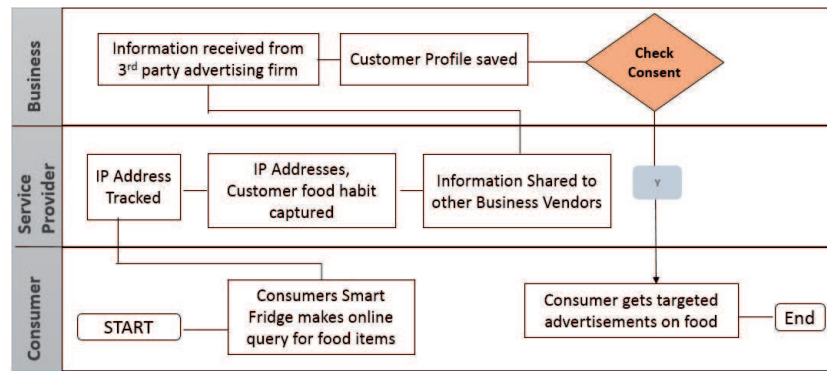 Business
Information received from
3rd party advertising firm
Customer Profile saved
Check
Consent
Service
Provider
IP Address
Tracked
IP Addresses,
Customer food habit
captured
Information Shared to
other Business Vendors
Y
Consumer
START
Consumers Smart
Fridge makes online
query for food items
Consumer gets targeted
advertisements on food
End